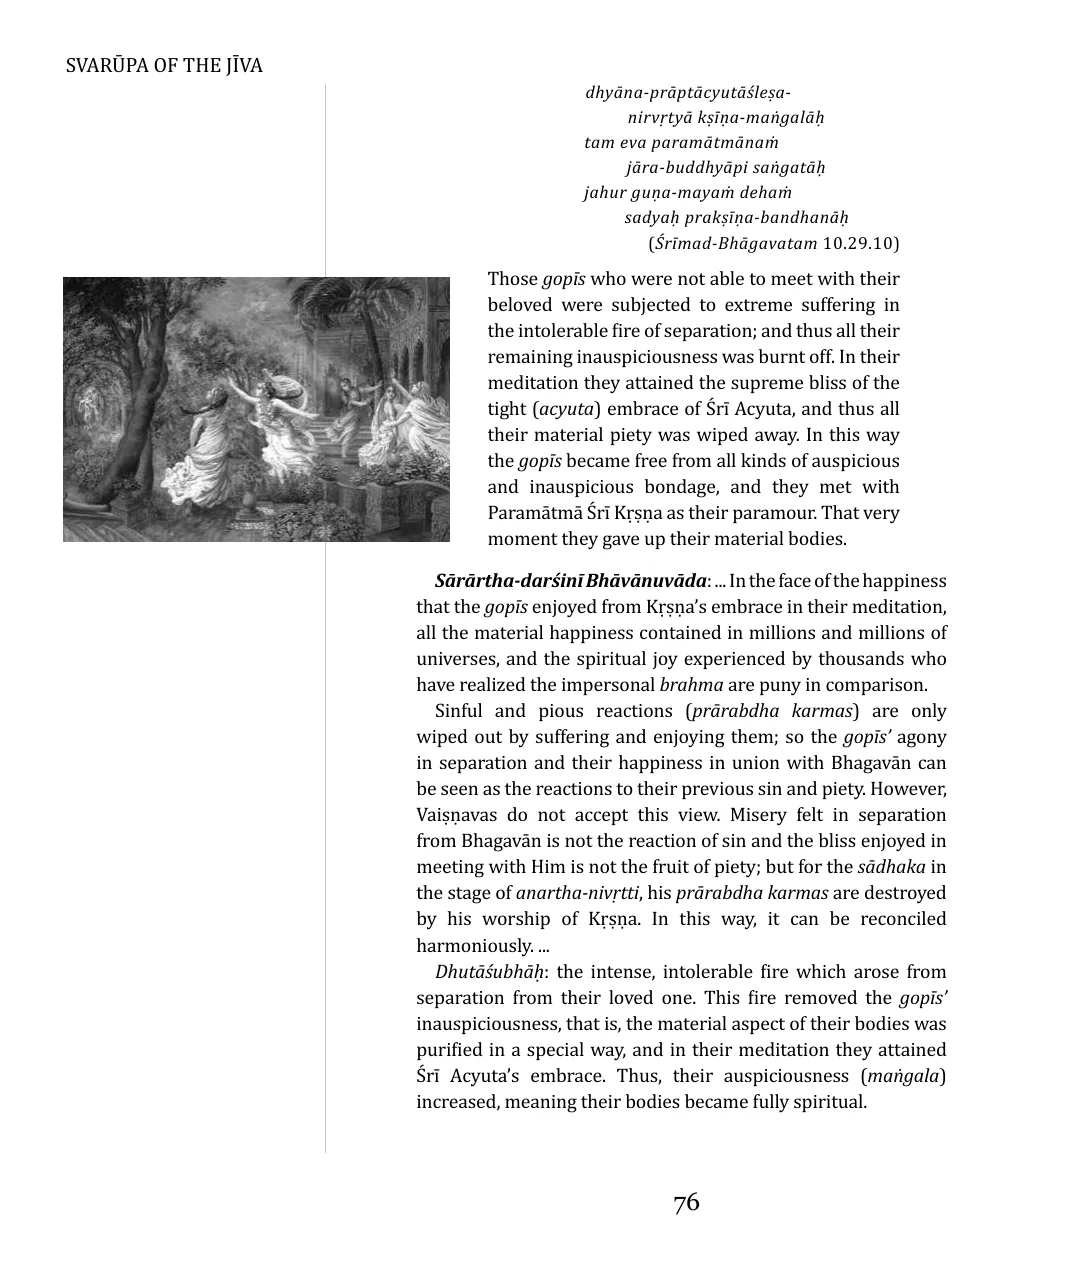 SVARŪPA OF THE JĪVA
dhyāna-prāptācyutāśleṣa-
nirvṛtyā kṣīṇa-maṅgalāḥ
tam eva paramātmānaṁ
jāra-buddhyāpi saṅgatāḥ
jahur guṇa-mayaṁ dehaṁ
sadyaḥ prakṣīṇa-bandhanāḥ
(Śrīmad-Bhāgavatam 10.29.10)
Those gopīs who were not able to meet with their
beloved were subjected to extreme suffering in
the intolerable fire of separation; and thus all their
remaining inauspiciousness was burnt off. In their
meditation they attained the supreme bliss of the
tight (acyuta) embrace of Śrī Acyuta, and thus all
their material piety was wiped away. In this way
the gopīs became free from all kinds of auspicious
and inauspicious bondage, and they met with
Paramātmā Śrī Kṛṣṇa as their paramour. That very
moment they gave up their material bodies.
Sārārtha-darśinī Bhāvānuvāda: ... In the face of the happiness
that the gopīs enjoyed from Kṛṣṇa’s embrace in their meditation,
all the material happiness contained in millions and millions of
universes, and the spiritual joy experienced by thousands who
have realized the impersonal brahma are puny in comparison.
Sinful and pious reactions (prārabdha karmas) are only
wiped out by suffering and enjoying them; so the gopīs’ agony
in separation and their happiness in union with Bhagavān can
be seen as the reactions to their previous sin and piety. However,
Vaiṣṇavas do not accept this view. Misery felt in separation
from Bhagavān is not the reaction of sin and the bliss enjoyed in
meeting with Him is not the fruit of piety; but for the sādhaka in
the stage of anartha-nivṛtti, his prārabdha karmas are destroyed
by his worship of Kṛṣṇa. In this way, it can be reconciled
harmoniously. ...
Dhutāśubhāḥ: the intense, intolerable fire which arose from
separation from their loved one. This fire removed the gopīs’
inauspiciousness, that is, the material aspect of their bodies was
purified in a special way, and in their meditation they attained
Śrī Acyuta’s embrace. Thus, their auspiciousness (maṅgala)
increased, meaning their bodies became fully spiritual.
76